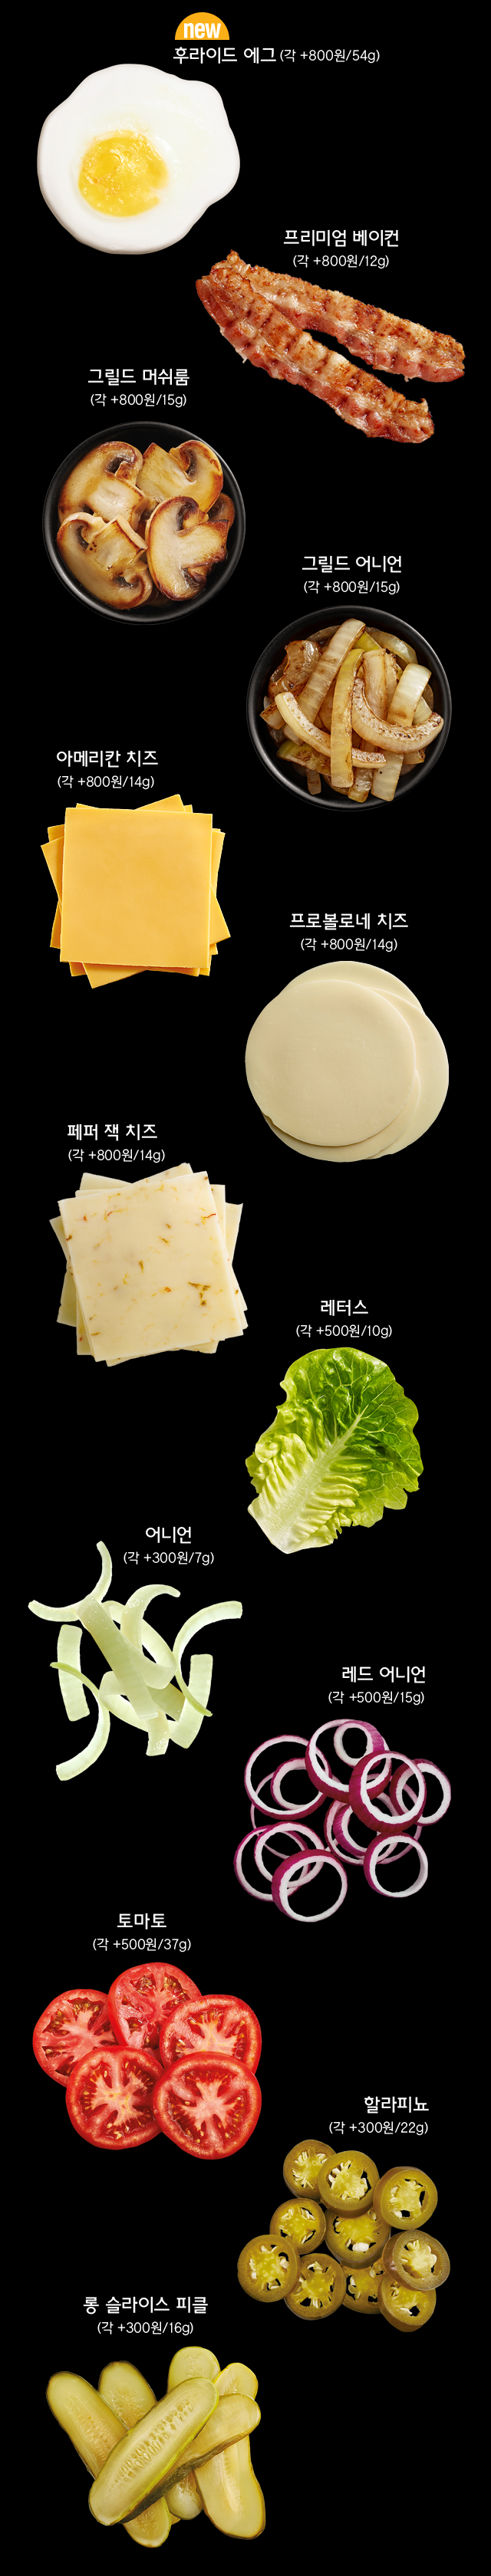 new
후라이드 에그 (각 +800원/54g)
프리미엄 베이컨
(각 +800원/12g)
그릴드 머쉬룸
(각 +800원/15g)
그릴드 어니언
(각 +800원/15g)
아메리칸 치즈
(각 +800원/14g)
프로볼로네 치즈
(각 +800원/14g)
페퍼 잭 치즈
(각 +800원/14g)
레터스
(각 +500원/10g)
어니언
(각 +300원/7g)
레드 어니언
(각 +500원/15g)
토마토
(각 +500원/37g)
할라피뇨
(각 +300원/22g)
롱 슬라이스 피클
(각 +300원/16g)